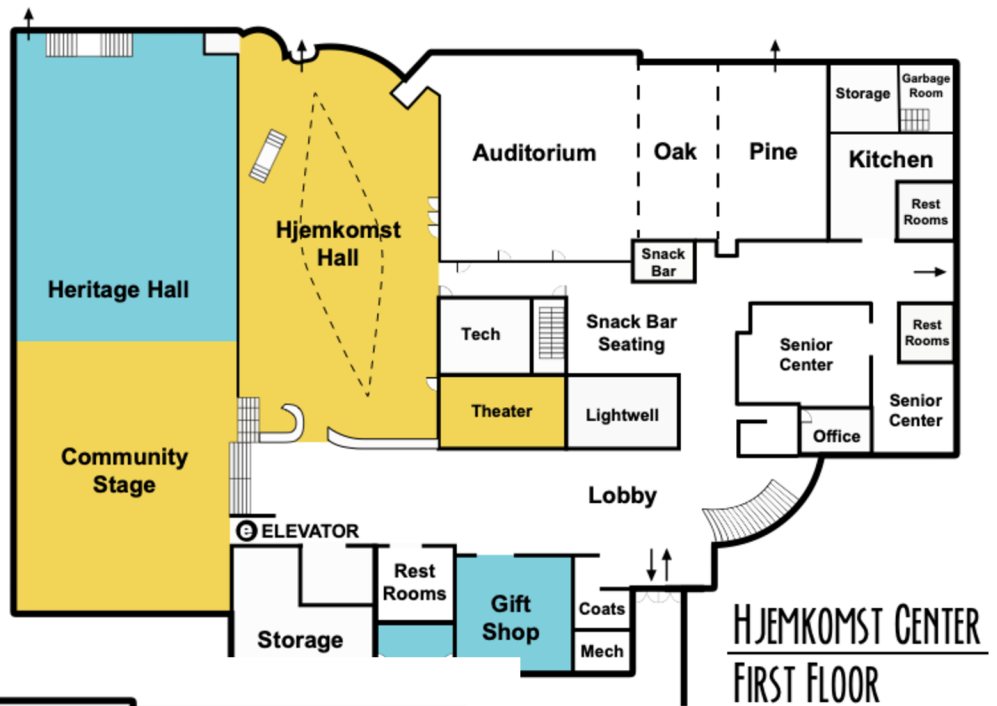 Storage
Garbage
Room
Auditorium
Oak
Pine
Kitchen
Rest
Rooms
Hjemkomst
Hall
Snack
Bar
Heritage Hall
Tech
Snack Bar
Seating
Senior
Center
Rest
Rooms
Theater
Lightwell
Senior
Center
Office
Community
Stage
Lobby
e ELEVATOR
Rest
Rooms
Gift
Shop
Coats
Storage
Mech
HJEMKOMST CENTER
FIRST FLOOR